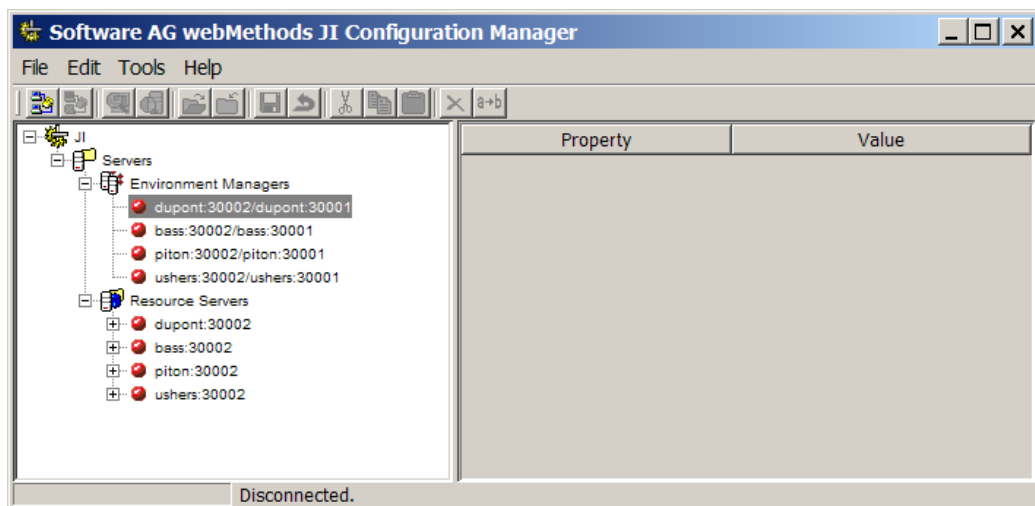 Software AG webMethods JI Configuration Manager
File Edit Tools Help
a→b
JI
Servers
Environment Managers
dupont:30002/dupont:30001
bass:30002/bass:30001
piton:30002/piton:30001
ushers:30002/ushers:30001
Resource Servers
dupont:30002
bass:30002
piton:30002
ushers:30002
Property Value
Disconnected.